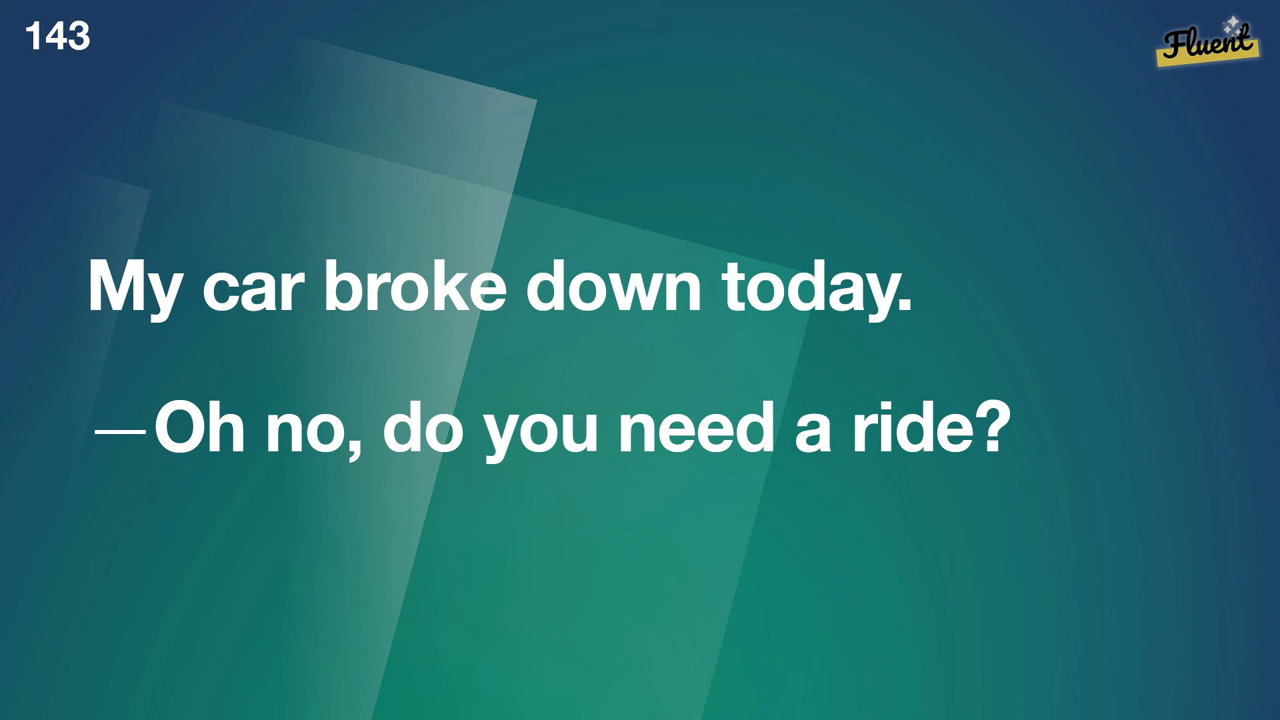 143
Fluent
My car broke down today.
—Oh no, do you need a ride?